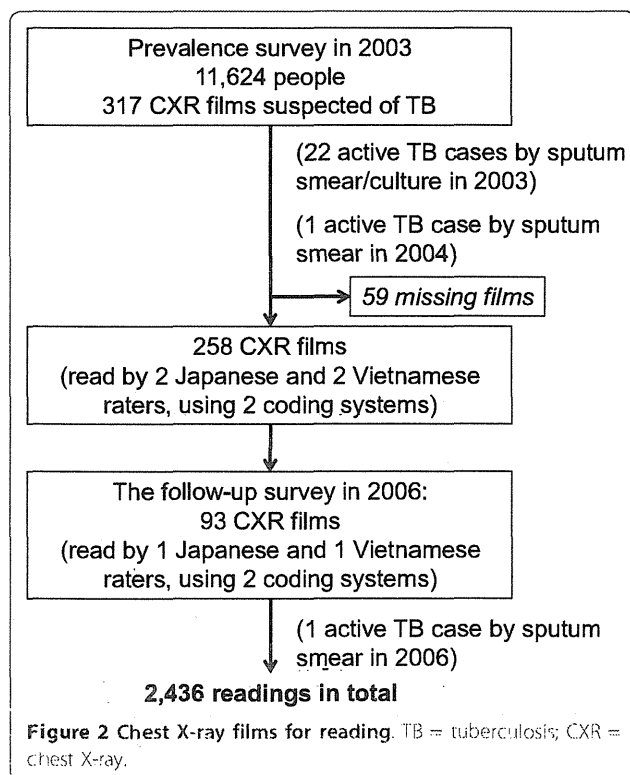 Prevalence survey in 2003
11,624 people
317 CXR films suspected of TB
(22 active TB cases by sputum
smear/culture in 2003)
(1 active TB case by sputum
smear in 2004)
59 missing films
258 CXR films
(read by 2 Japanese and 2 Vietnamese
raters, using 2 coding systems)
The follow-up survey in 2006:
93 CXR films
(read by 1 Japanese and 1 Vietnamese
raters, using 2 coding systems)
(1 active TB case by sputum
smear in 2006)
2,436 readings in total
Figure 2 Chest X-ray films for reading. TB = tuberculosis; CXR =
chest X-ray.